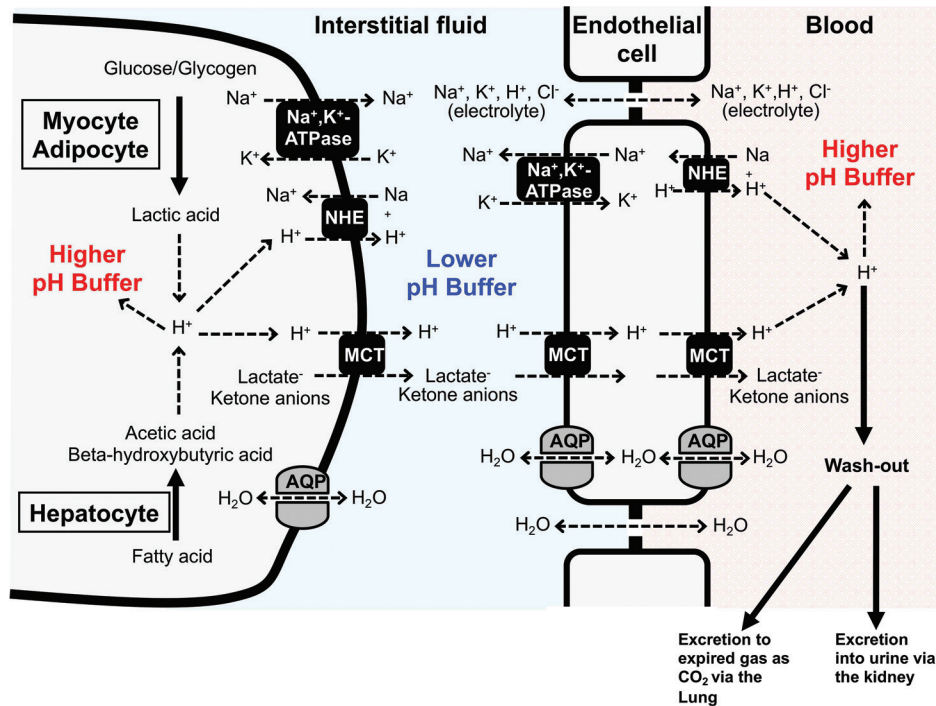 Interstitial fluid
Endothelial
cell
Blood
Glucose/Glycogen
Myocyte
Adipocyte
Lactic acid
Higher
pH Buffer
H⁺
Acetic acid
Beta-hydroxybutyric acid
Hepatocyte
Fatty acid
Na⁺
Na⁺
Na⁺,K⁺-
ATPase
K⁺
K⁺
Na⁺
Na
+
NHE
H⁺
H⁺
H⁺
H⁺
MCT
Lactate⁻
Ketone anions
Lactate⁻
Ketone anions
AQP
H₂O
H₂O
Lower
pH Buffer
Na⁺, K⁺, H⁺, Cl⁻
(electrolyte)
Na⁺, K⁺,H⁺, Cl⁻
(electrolyte)
Na⁺
Na⁺
Na⁺,K⁺-
ATPase
K⁺
K⁺
Na
+
NHE
H⁺
H⁺
H⁺
H⁺
MCT
H⁺
MCT
Lactate⁻
Ketone anions
AQP
AQP
H₂O
H₂O
H₂O
H₂O
H₂O
Higher
pH Buffer
H⁺
Wash-out
Excretion to
expired gas as
CO₂ via the
Lung
Excretion
into urine via
the kidney